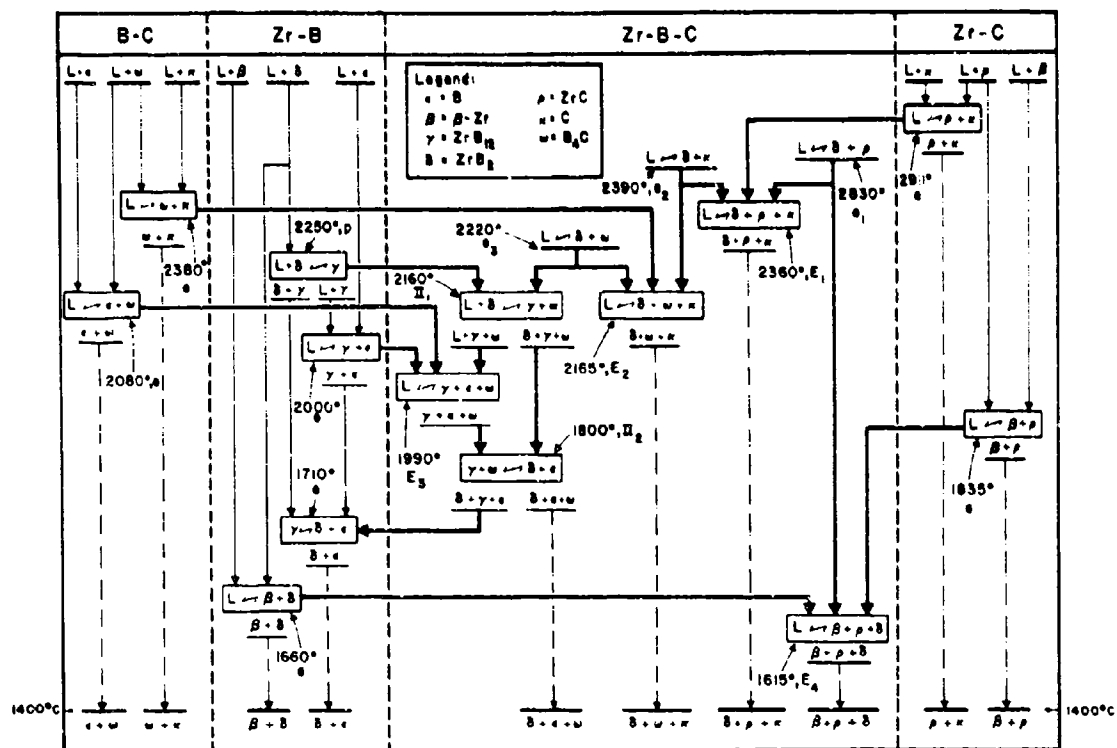 B-C
Zr-B
Zr-B-C
Zr-C
L+ϵ L+ω L+κ
L+β L+δ L+ϵ
L+κ L+ρ L+β
Legend:
ϵ = B ρ = ZrC
β = β-Zr κ = C
γ = ZrB12 ω = B4C
δ = ZrB2
L ⟷ ρ+κ
ρ+κ
e
L ⟷ δ+κ
2390°, e2
L ⟷ δ+ρ
2830°
e1
L ⟷ ω+κ
ω+κ
2380°
e
L ⟷ δ+ρ+κ
δ+ρ+κ
2360°, E1
2250°, p
L+δ ⟷ γ
δ+γ L+γ
2220°
e3
L ⟷ δ+ω
2160°
II1
L+δ ⟷ γ+ω
L+γ+ω δ+γ+ω
L ⟷ δ+ω+κ
δ+ω+κ
2165°, E2
L ⟷ ϵ+ω
ϵ+ω
2080°, e
L ⟷ γ+ϵ
γ+ϵ
2000°
e
L ⟷ γ+ϵ+ω
γ+ϵ+ω
1990°
E3
1800°, II2
γ+ω ⟷ δ+ϵ
δ+γ+ϵ δ+ϵ+ω
L ⟷ β+ρ
β+ρ
1835°
e
1710°
e
γ ⟷ δ+ϵ
δ+ϵ
L ⟷ β+δ
β+δ
1660°
e
L ⟷ β+ρ+δ
β+ρ+δ
1615°, E4
1400°C ϵ+ω ω+κ β+δ δ+ϵ δ+ϵ+ω δ+ω+κ δ+ρ+κ β+ρ+δ ρ+κ β+ρ 1400°C